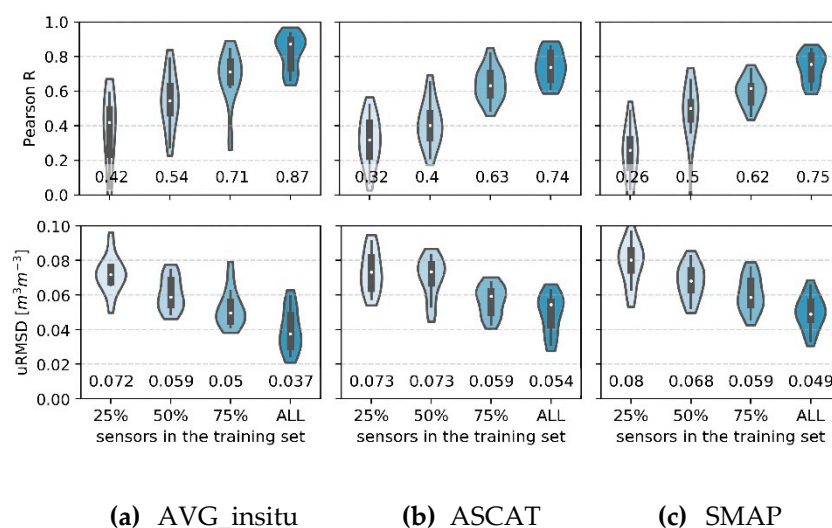 1.0
0.8
0.6
0.4
0.2
0.0
Pearson R
0.42 0.54 0.71 0.87
0.32 0.4 0.63 0.74
0.26 0.5 0.62 0.75
0.10
0.08
0.06
0.04
0.02
0.00
uRMSD [m³m⁻³]
0.072 0.059 0.05 0.037
0.073 0.073 0.059 0.054
0.08 0.068 0.059 0.049
25% 50% 75% ALL
sensors in the training set
25% 50% 75% ALL
sensors in the training set
25% 50% 75% ALL
sensors in the training set
(a) AVG_insitu (b) ASCAT (c) SMAP